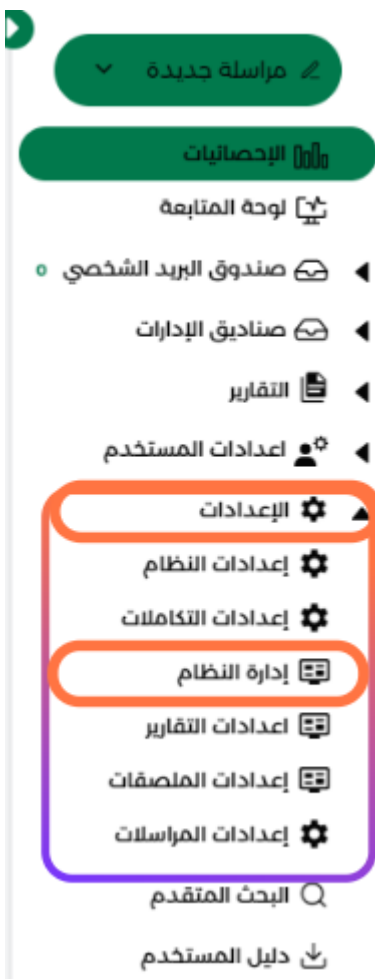 مراسلة جديدة
الإحصائيات
لوحة المتابعة
صندوق البريد الشخصي 0
صناديق الإدارات
التقارير
اعدادات المستخدم
الإعدادات
إعدادات النظام
إعدادات التكاملات
إدارة النظام
اعدادات التقارير
إعدادات الملصقات
إعدادات المراسلات
البحث المتقدم
دليل المستخدم